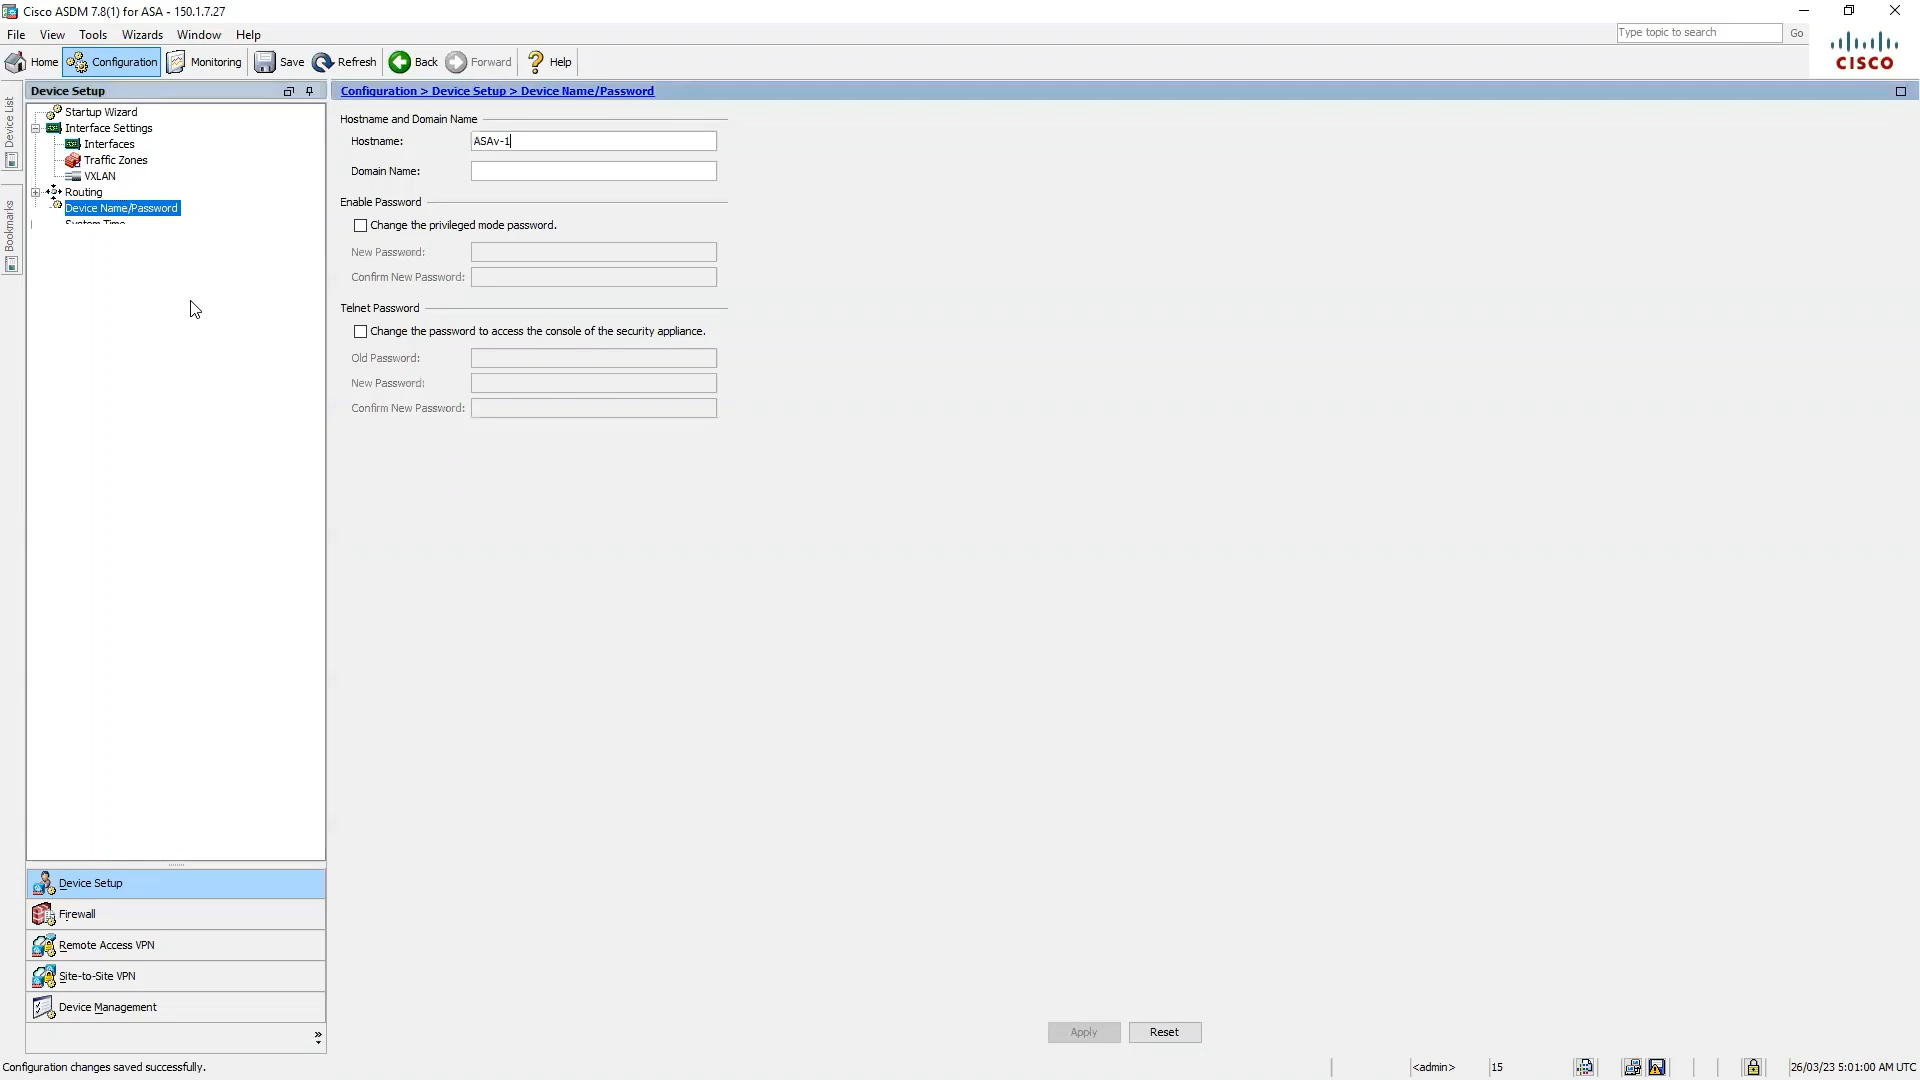 Cisco ASDM 7.8(1) for ASA - 150.1.7.27
File View Tools Wizards Window Help
Type topic to search Go
CISCO
Home Configuration Monitoring Save Refresh Back Forward Help
Device List
Bookmarks
Device Setup
Startup Wizard
Interface Settings
Interfaces
Traffic Zones
VXLAN
Routing
Device Name/Password
System Time
Device Setup
Firewall
Remote Access VPN
Site-to-Site VPN
Device Management
Configuration > Device Setup > Device Name/Password
Hostname and Domain Name
Hostname: ASAv-1
Domain Name:
Enable Password
Change the privileged mode password.
New Password:
Confirm New Password:
Telnet Password
Change the password to access the console of the security appliance.
Old Password:
New Password:
Confirm New Password:
Apply Reset
Configuration changes saved successfully. <admin> 15 26/03/23 5:01:00 AM UTC